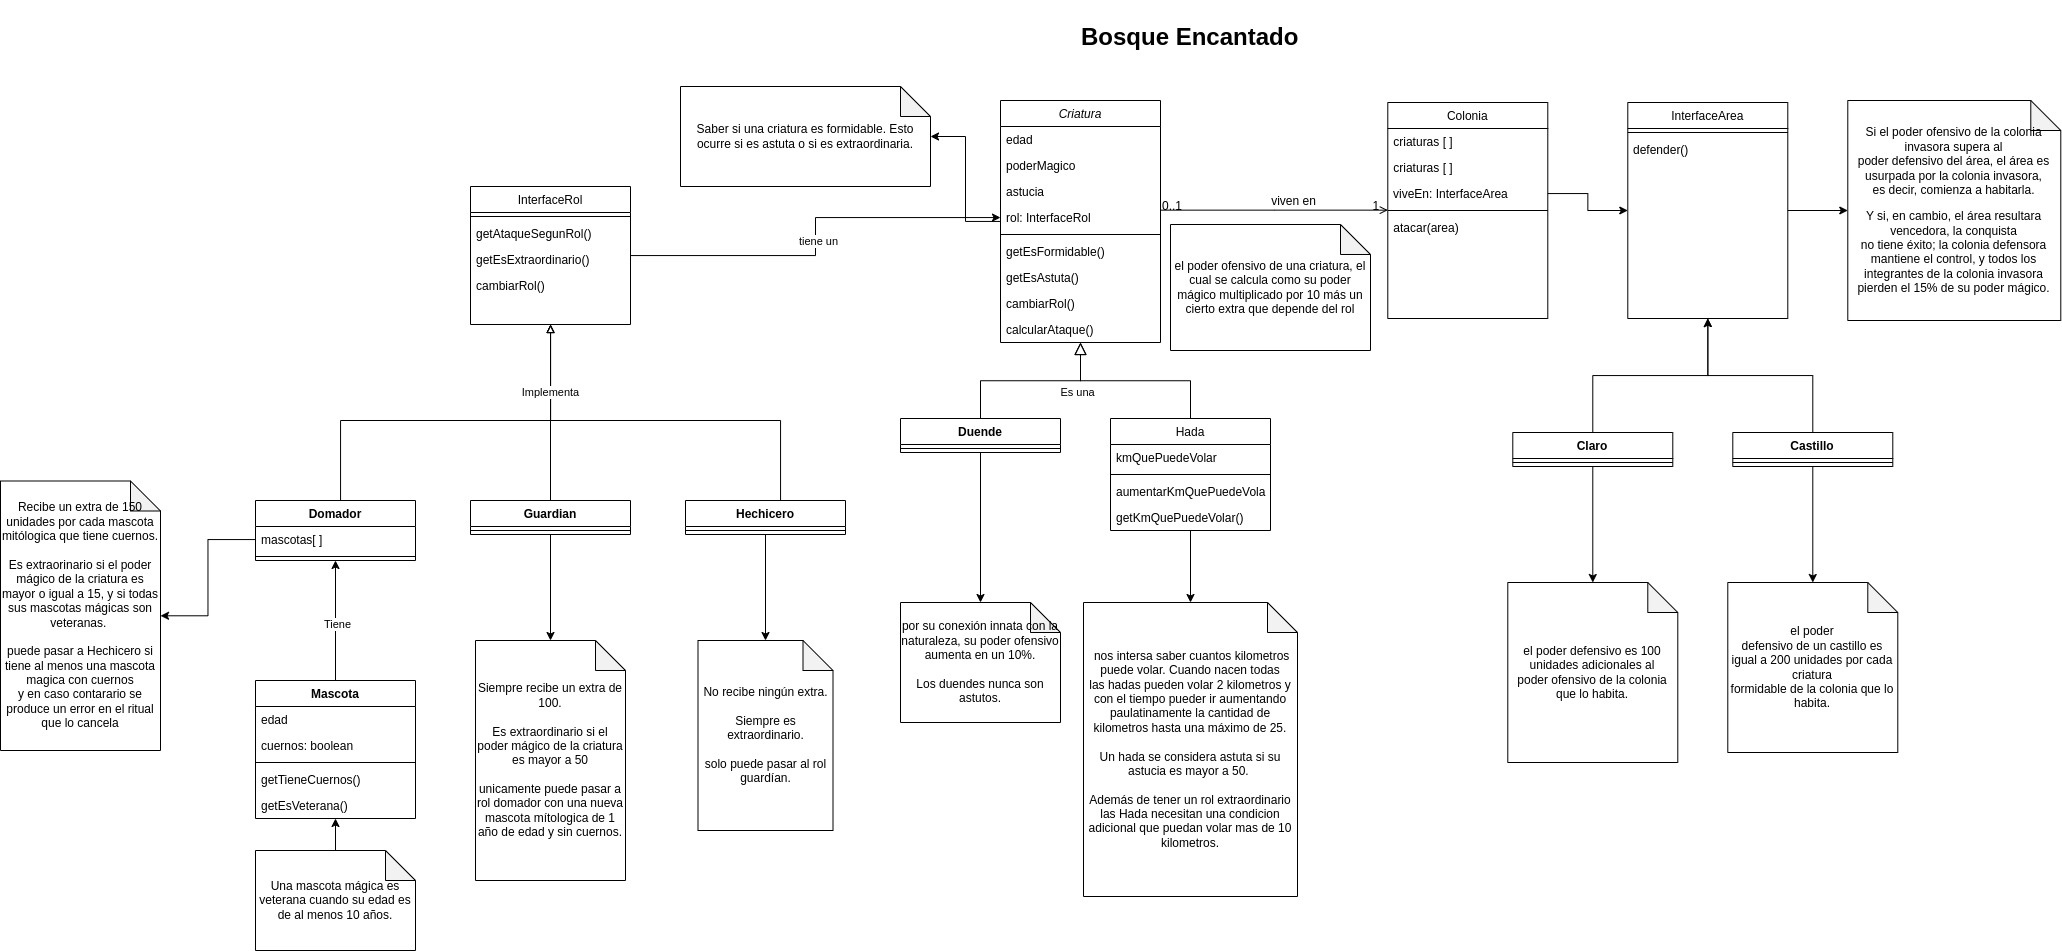 Bosque Encantado
Saber si una criatura es formidable. Esto
ocurre si es astuta o si es extraordinaria.
Criatura
edad
poderMagico
astucia
rol: InterfaceRol
getEsFormidable()
getEsAstuta()
cambiarRol()
calcularAtaque()
Colonia
criaturas [ ]
criaturas [ ]
viveEn: InterfaceArea
atacar(area)
InterfaceArea
defender()
Si el poder ofensivo de la colonia
invasora supera al
poder defensivo del área, el área es
usurpada por la colonia invasora,
es decir, comienza a habitarla.
Y si, en cambio, el área resultara
vencedora, la conquista
no tiene éxito; la colonia defensora
mantiene el control, y todos los
integrantes de la colonia invasora
pierden el 15% de su poder mágico.
InterfaceRol
getAtaqueSegunRol()
getEsExtraordinario()
cambiarRol()
tiene un
0..1
viven en
1
el poder ofensivo de una criatura, el
cual se calcula como su poder
mágico multiplicado por 10 más un
cierto extra que depende del rol
Implementa
Es una
Duende
Hada
kmQuePuedeVolar
aumentarKmQuePuedeVola
getKmQuePuedeVolar()
Claro
Castillo
Recibe un extra de 150
unidades por cada mascota
mitólogica que tiene cuernos.
Es extraorinario si el poder
mágico de la criatura es
mayor o igual a 15, y si todas
sus mascotas mágicas son
veteranas.
puede pasar a Hechicero si
tiene al menos una mascota
magica con cuernos
y en caso contarario se
produce un error en el ritual
que lo cancela
Domador
mascotas[ ]
Guardian
Hechicero
Tiene
Mascota
edad
cuernos: boolean
getTieneCuernos()
getEsVeterana()
Una mascota mágica es
veterana cuando su edad es
de al menos 10 años.
Siempre recibe un extra de
100.
Es extraordinario si el
poder mágico de la criatura
es mayor a 50
unicamente puede pasar a
rol domador con una nueva
mascota mítologica de 1
año de edad y sin cuernos.
No recibe ningún extra.
Siempre es
extraordinario.
solo puede pasar al rol
guardían.
por su conexión innata con la
naturaleza, su poder ofensivo
aumenta en un 10%.
Los duendes nunca son
astutos.
nos intersa saber cuantos kilometros
puede volar. Cuando nacen todas
las hadas pueden volar 2 kilometros y
con el tiempo pueder ir aumentando
paulatinamente la cantidad de
kilometros hasta una máximo de 25.
Un hada se considera astuta si su
astucia es mayor a 50.
Además de tener un rol extraordinario
las Hada necesitan una condicion
adicional que puedan volar mas de 10
kilometros.
el poder defensivo es 100
unidades adicionales al
poder ofensivo de la colonia
que lo habita.
el poder
defensivo de un castillo es
igual a 200 unidades por cada
criatura
formidable de la colonia que lo
habita.